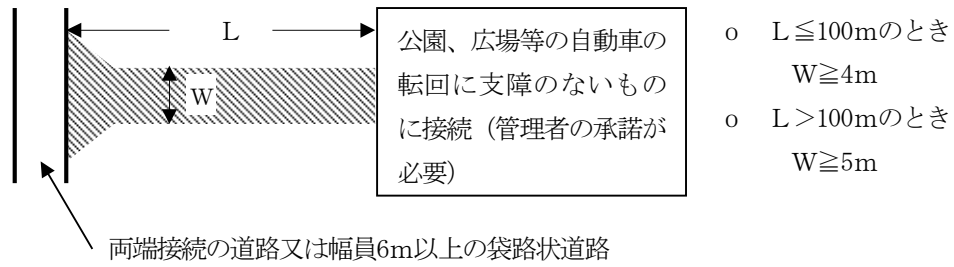 L
W
公園、広場等の自動車の
転回に支障のないもの
に接続（管理者の承諾が
必要）
o L≦100mのとき
W≧4m
o L＞100mのとき
W≧5m
両端接続の道路又は幅員6m以上の袋路状道路